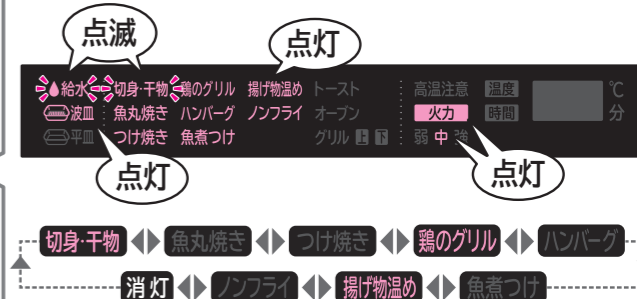 点滅
点灯
給水 切身・干物 鶏のグリル 揚げ物温め トースト 高温注意 温度 ℃
波皿 魚丸焼き ハンバーグ ノンフライ オーブン 火力 時間 分
平皿 つけ焼き 魚煮つけ グリル 上 下 弱 中 強
点灯
点灯
切身・干物 魚丸焼き つけ焼き 鶏のグリル ハンバーグ
消灯 ノンフライ 揚げ物温め 魚煮つけ